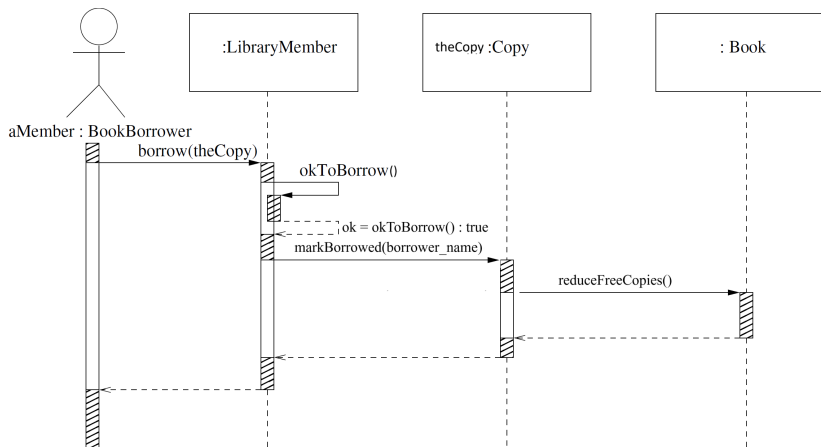 :LibraryMember
theCopy :Copy
: Book
aMember : BookBorrower
borrow(theCopy)
okToBorrow()
ok = okToBorrow() : true
markBorrowed(borrower_name)
reduceFreeCopies()